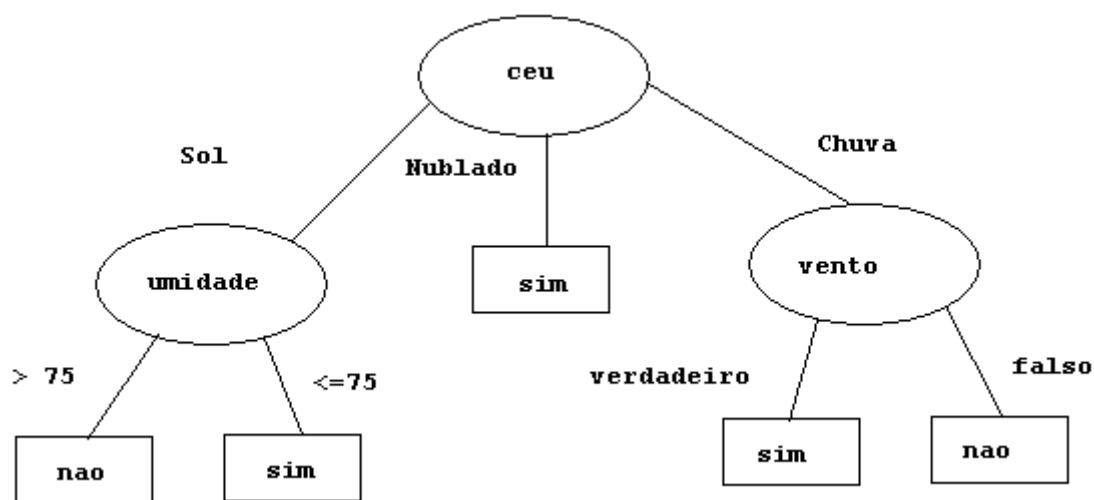 ceu
Sol
Nublado
Chuva
umidade
sim
vento
> 75
<=75
verdadeiro
falso
nao
sim
sim
nao